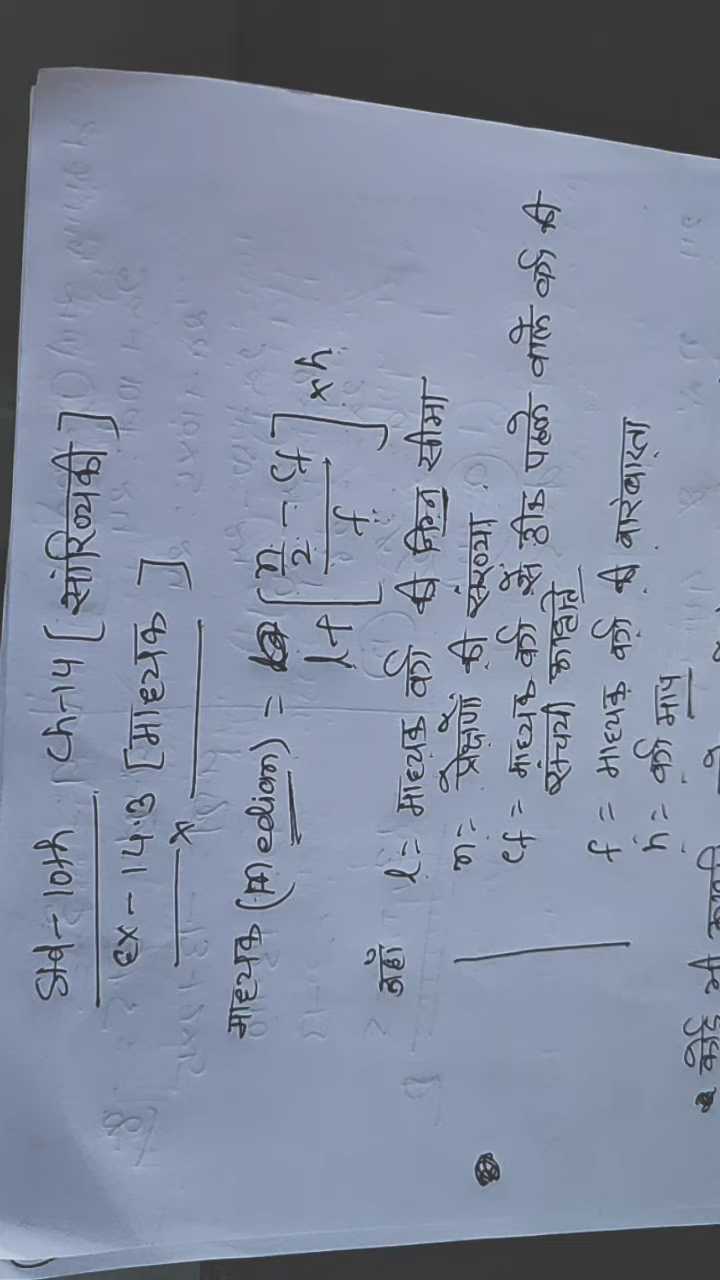 Std - 10th Ch-14 [सांख्यिकी]
Ex - 14.3 [माध्यक]
x
माध्यक (Median) = l+[n/2 - cf / f] x h
जहाँ l = माध्यक वर्ग की निम्न सीमा
n = प्रेक्षणों की संख्या
cf = माध्यक वर्ग से ठीक पहले वाले वर्ग की
संचयी
f = माध्यक वर्ग की बारंबारता
h = वर्ग माप
कोई भी